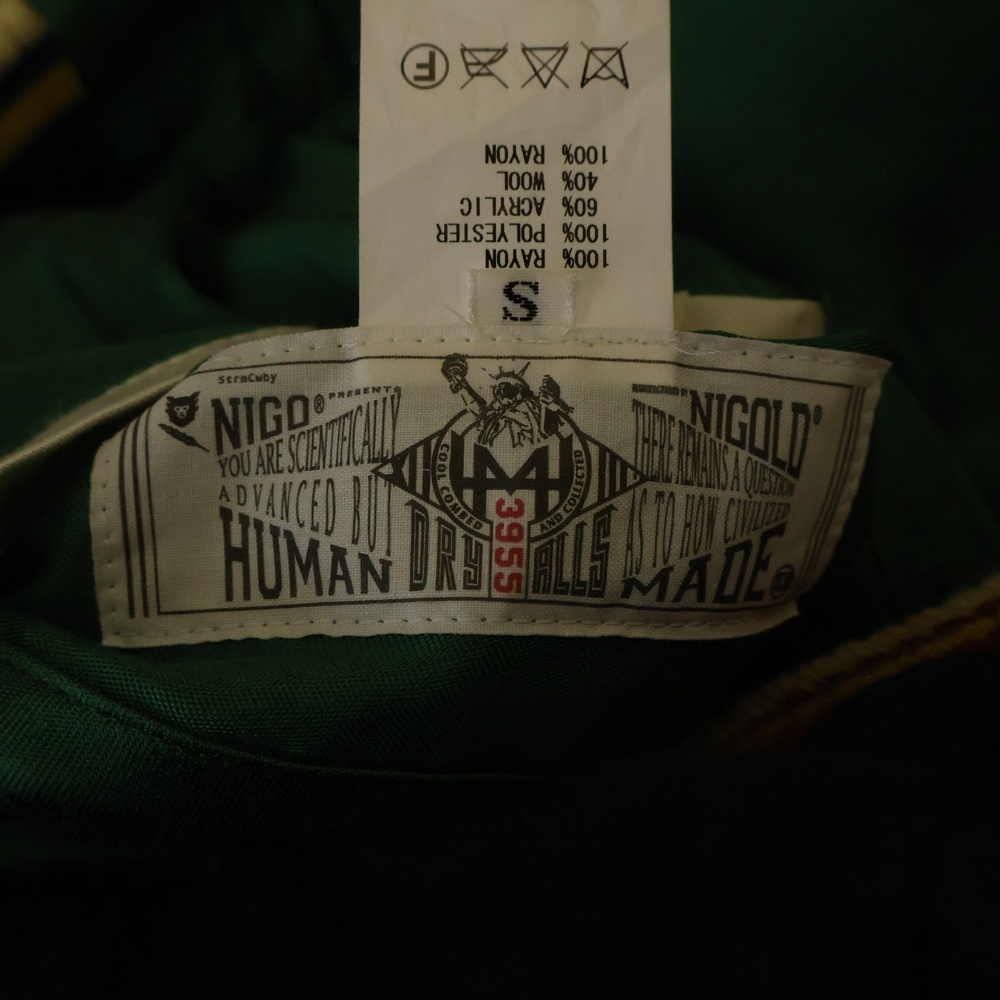 100% RAYON
100% POLYESTER
60% ACRYLIC
40% WOOL
100% RAYON
S
StrmCwby
NIGO® PRESENTS
YOU ARE SCIENTIFICALLY
ADVANCED BUT
HUMAN
HM
COOL COMBED AND COLLECTED
DRY ALLS
3955
MANUFACTURED BY
NIGOLD®
THERE REMAINS A QUESTION
AS TO HOW CIVILIZED
MADE®
F